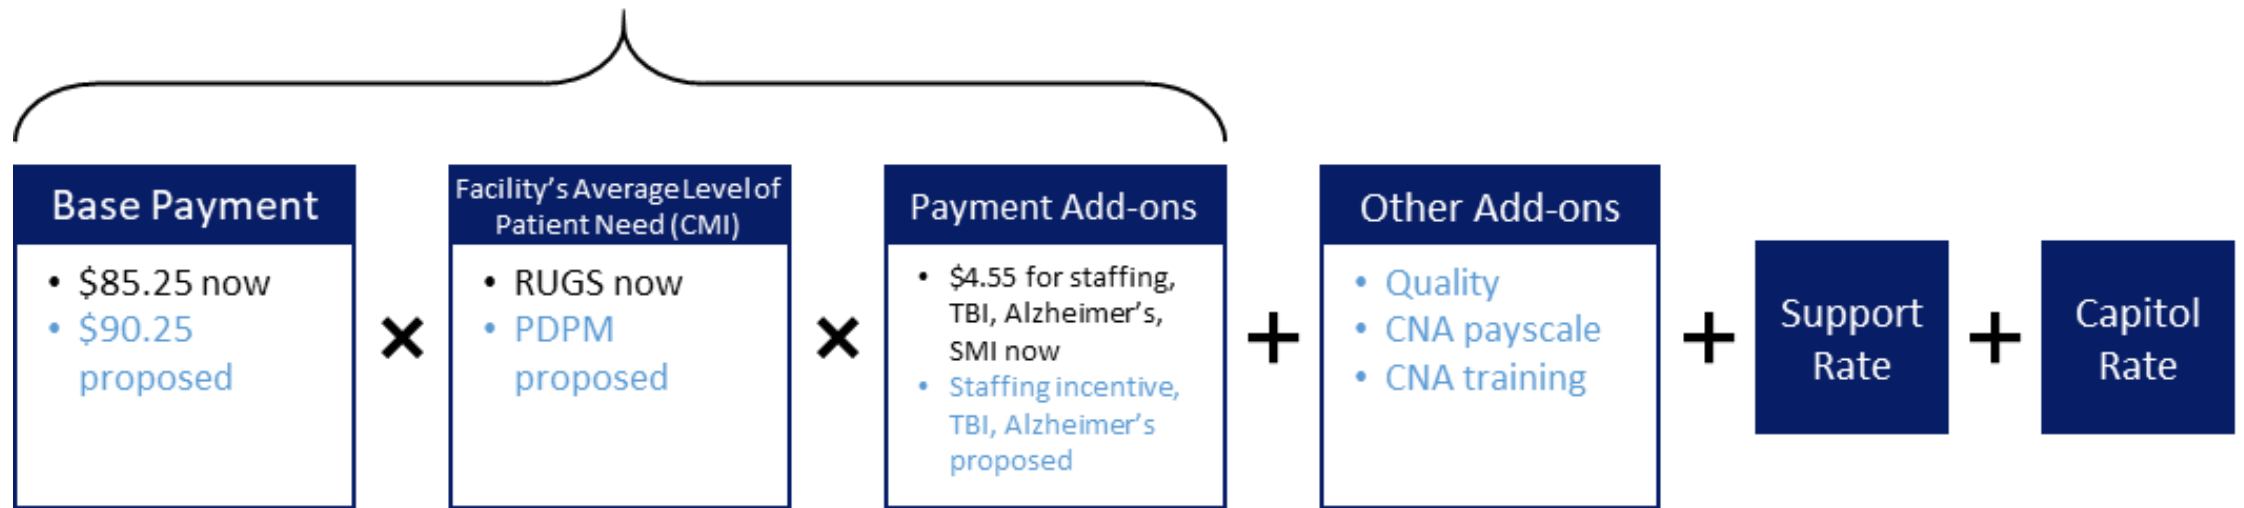 Base Payment
• $85.25 now
• $90.25
proposed
×
Facility's Average Level of
Patient Need (CMI)
• RUGS now
• PDPM
proposed
×
Payment Add-ons
• $4.55 for staffing,
TBI, Alzheimer's,
SMI now
• Staffing incentive,
TBI, Alzheimer's
proposed
+
Other Add-ons
• Quality
• CNA payscale
• CNA training
+
Support
Rate
+
Capitol
Rate